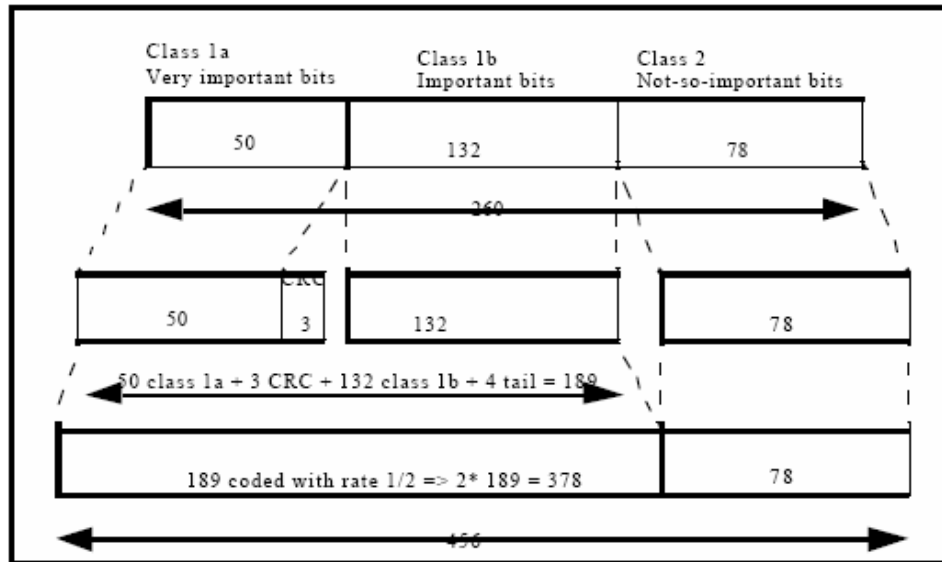 Class 1a
Very important bits
Class 1b
Important bits
Class 2
Not-so-important bits
50
132
78
260
CRC
50
3
132
78
50 class 1a + 3 CRC + 132 class 1b + 4 tail = 189
189 coded with rate 1/2 => 2* 189 = 378
78
456